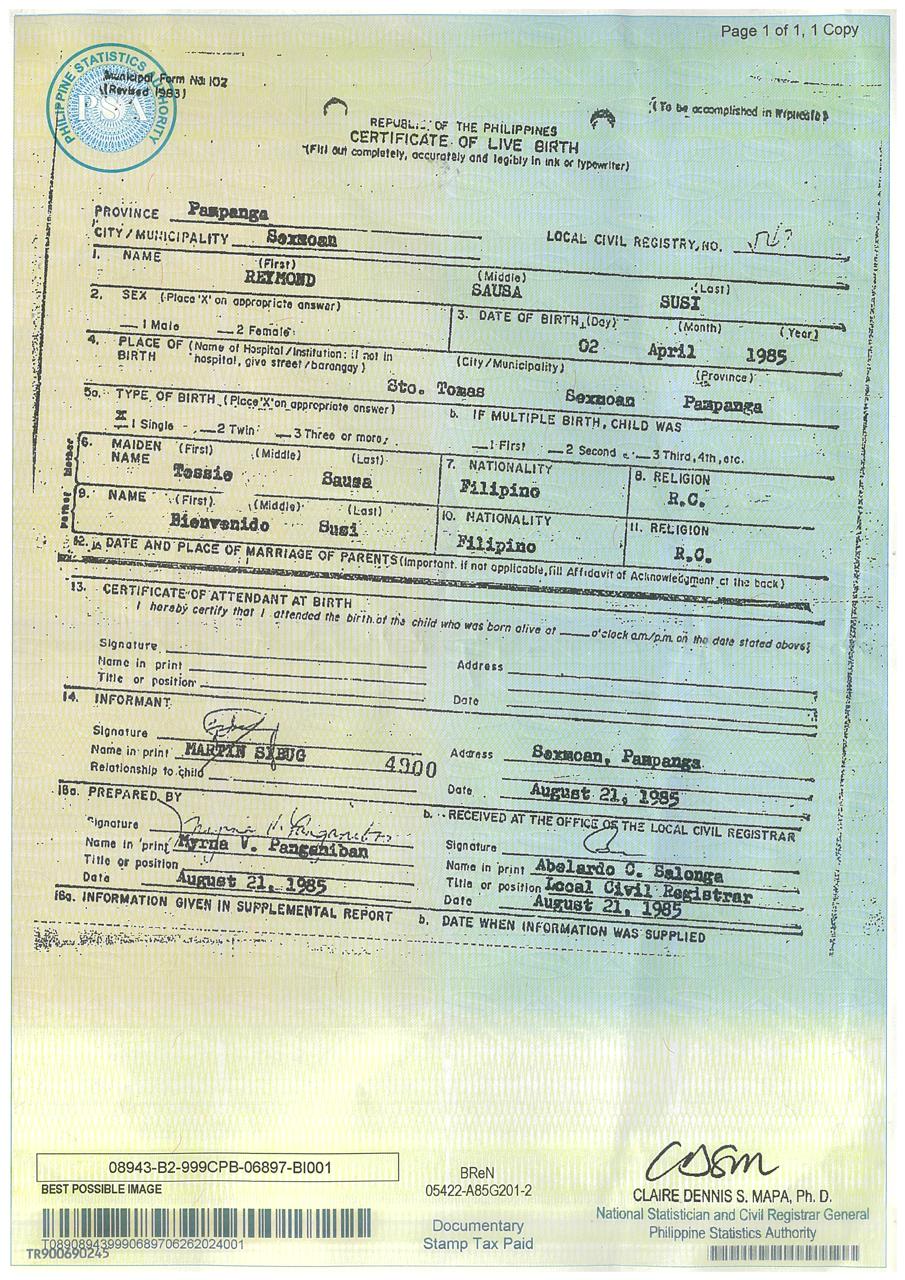 Page 1 of 1, 1 Copy
PHILIPPINE STATISTICS AUTHORITY
PSA
Municipal Form No. 102
(Revised 1983)
(To be accomplished in
REPUBLIC OF THE PHILIPPINES
CERTIFICATE OF LIVE BIRTH
(Fill out completely, accurately and legibly in ink or typewriter)
PROVINCE Pampanga
CITY/MUNICIPALITY Sexmoan
LOCAL CIVIL REGISTRY, NO.
1. NAME (First) (Middle) (Last)
REYMOND SAUSA SUSI
2. SEX (Place 'X' on appropriate answer)
1 Male 2 Female
3. DATE OF BIRTH (Day) (Month) (Year)
02 April 1985
4. PLACE OF BIRTH (Name of Hospital/Institution: if not in hospital, give street/barangay) (City/Municipality) (Province)
Sto. Tomas Sexmoan Pampanga
5a. TYPE OF BIRTH (Place 'X' on appropriate answer)
X 1 Single 2 Twin 3 Three or more;
b. IF MULTIPLE BIRTH, CHILD WAS
1 First 2 Second 3 Third, 4th, etc.
Mother
6. MAIDEN NAME (First) (Middle) (Last)
Tessie Sausa
7. NATIONALITY
Filipino
8. RELIGION
R.C.
Father
9. NAME (First) (Middle) (Last)
Bienvenido Susi
10. NATIONALITY
Filipino
11. RELIGION
R.C.
12. DATE AND PLACE OF MARRIAGE OF PARENTS (Important. if not applicable, fill Affidavit of Acknowledgment at the back)
13. CERTIFICATE OF ATTENDANT AT BIRTH
I hereby certify that I attended the birth of the child who was born alive at ____ o'clock a.m./p.m. on the date stated above;
Signature
Name in print
Title or position
Address
Date
14. INFORMANT
Signature
Name in print MARTIN SIBUG
Relationship to child
4900
Address Sexmoan, Pampanga
Date August 21, 1985
PREPARED BY
Signature
Name in print Myrna V. Pangahiban
Title or position
Date August 21, 1985
b. RECEIVED AT THE OFFICE OF THE LOCAL CIVIL REGISTRAR
Signature
Name in print Abelardo C. Salonga
Title or position Local Civil Registrar
Date August 21, 1985
16a. INFORMATION GIVEN IN SUPPLEMENTAL REPORT
b. DATE WHEN INFORMATION WAS SUPPLIED
08943-B2-999CPB-06897-BI001
BEST POSSIBLE IMAGE
T08908943999068970626202​4001
TR900690245
BReN
05422-A85G201-2
Documentary
Stamp Tax Paid
CLAIRE DENNIS S. MAPA, Ph. D.
National Statistician and Civil Registrar General
Philippine Statistics Authority